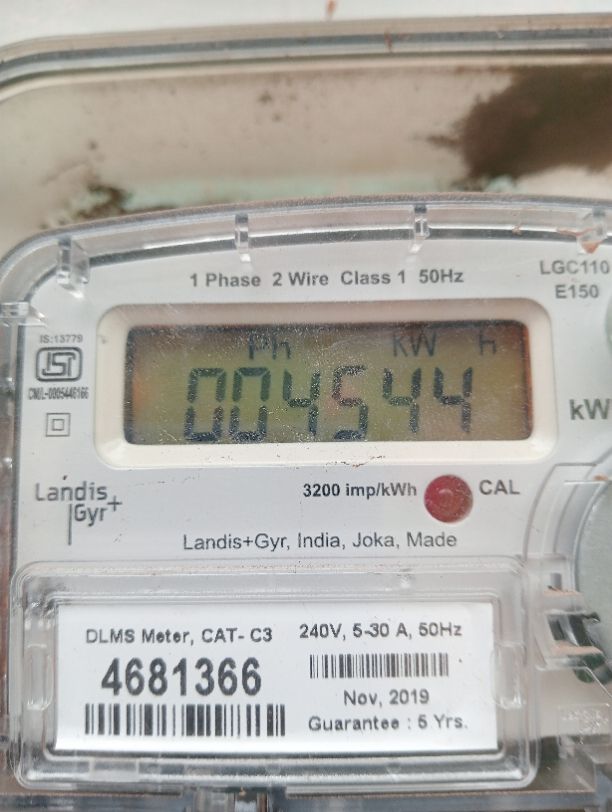 1 Phase 2 Wire Class 1 50Hz
LGC110
E150
IS:13779
ISI
Ph kW h
004544
kW
Landis
Gyr+
3200 imp/kWh
CAL
Landis+Gyr, India, Joka, Made
DLMS Meter, CAT- C3
4681366
240V, 5-30 A, 50Hz
Nov, 2019
Guarantee : 5 Yrs.